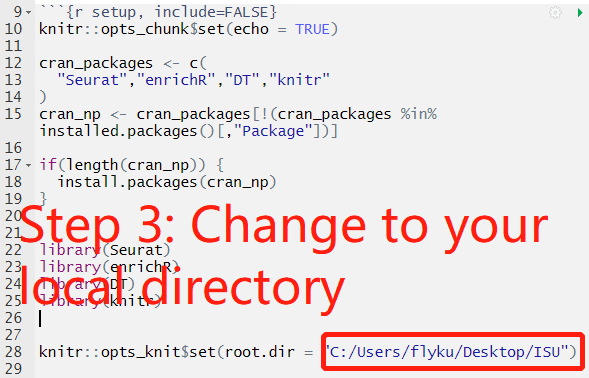 9 ```{r setup, include=FALSE}
10 knitr::opts_chunk$set(echo = TRUE)
11
12 cran_packages <- c(
13 "Seurat","enrichR","DT","knitr"
14 )
15 cran_np <- cran_packages[!(cran_packages %in%
installed.packages()[,"Package"])]
16
17 if(length(cran_np)) {
18 install.packages(cran_np)
19 }
20
Step 3: Change to your
22 library(Seurat)
23 library(enrichR)
local directory
24 library(DT)
25 library(knitr)
26
27
28 knitr::opts_knit$set(root.dir = "C:/Users/flyku/Desktop/ISU")
29